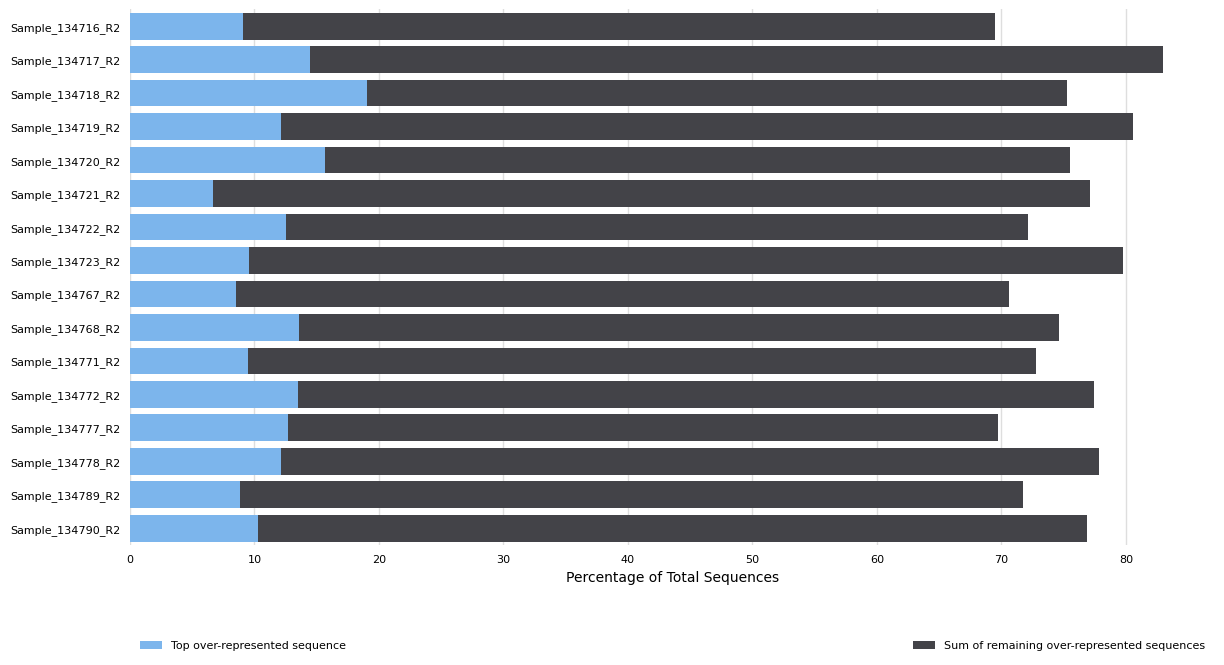 Sample_134716_R2
Sample_134717_R2
Sample_134718_R2
Sample_134719_R2
Sample_134720_R2
Sample_134721_R2
Sample_134722_R2
Sample_134723_R2
Sample_134767_R2
Sample_134768_R2
Sample_134771_R2
Sample_134772_R2
Sample_134777_R2
Sample_134778_R2
Sample_134789_R2
Sample_134790_R2
0 10 20 30 40 50 60 70 80
Percentage of Total Sequences
Top over-represented sequence Sum of remaining over-represented sequences